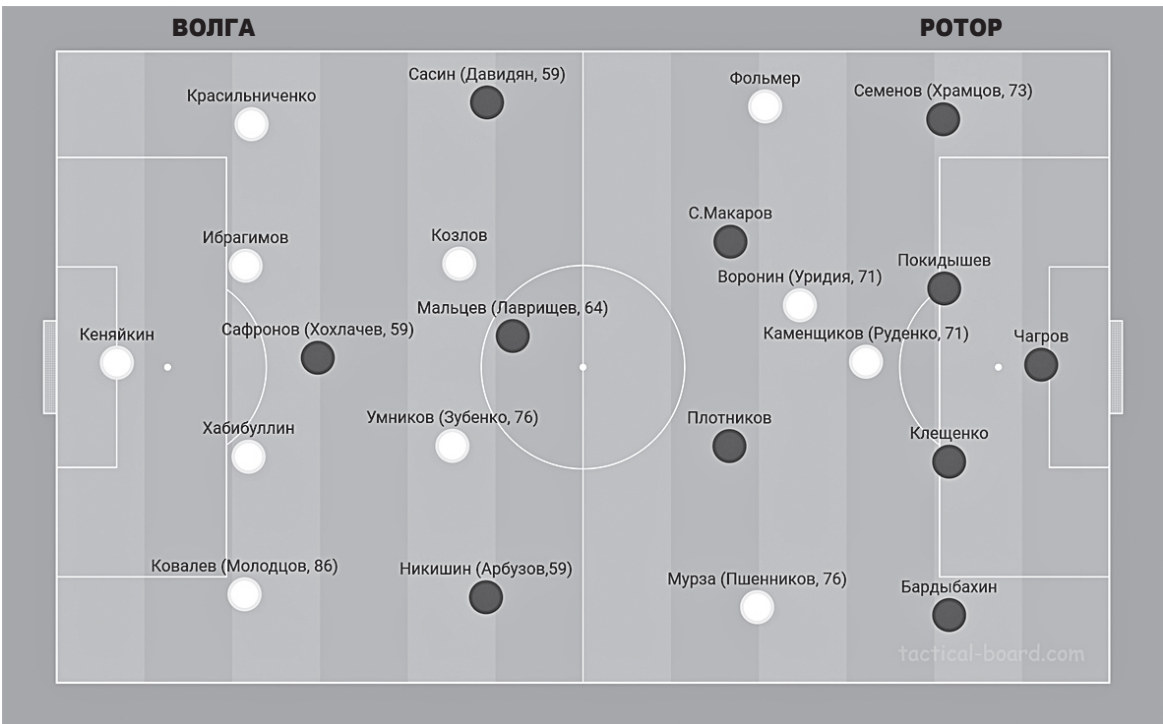 ВОЛГА
РОТОР
Сасин (Давидян, 59)
Фольмер
Семенов (Храмцов, 73)
Красильниченко
С.Макаров
Ибрагимов
Козлов
Покидышев
Воронин (Уридия, 71)
Мальцев (Лаврищев, 64)
Сафронов (Хохлачев, 59)
Кеняйкин
Каменщиков (Руденко, 71)
Чагров
Умников (Зубенко, 76)
Плотников
Хабибуллин
Клещенко
Ковалев (Молодцов, 86)
Никишин (Арбузов,59)
Мурза (Пшенников, 76)
Бардыбахин
tactical-board.com